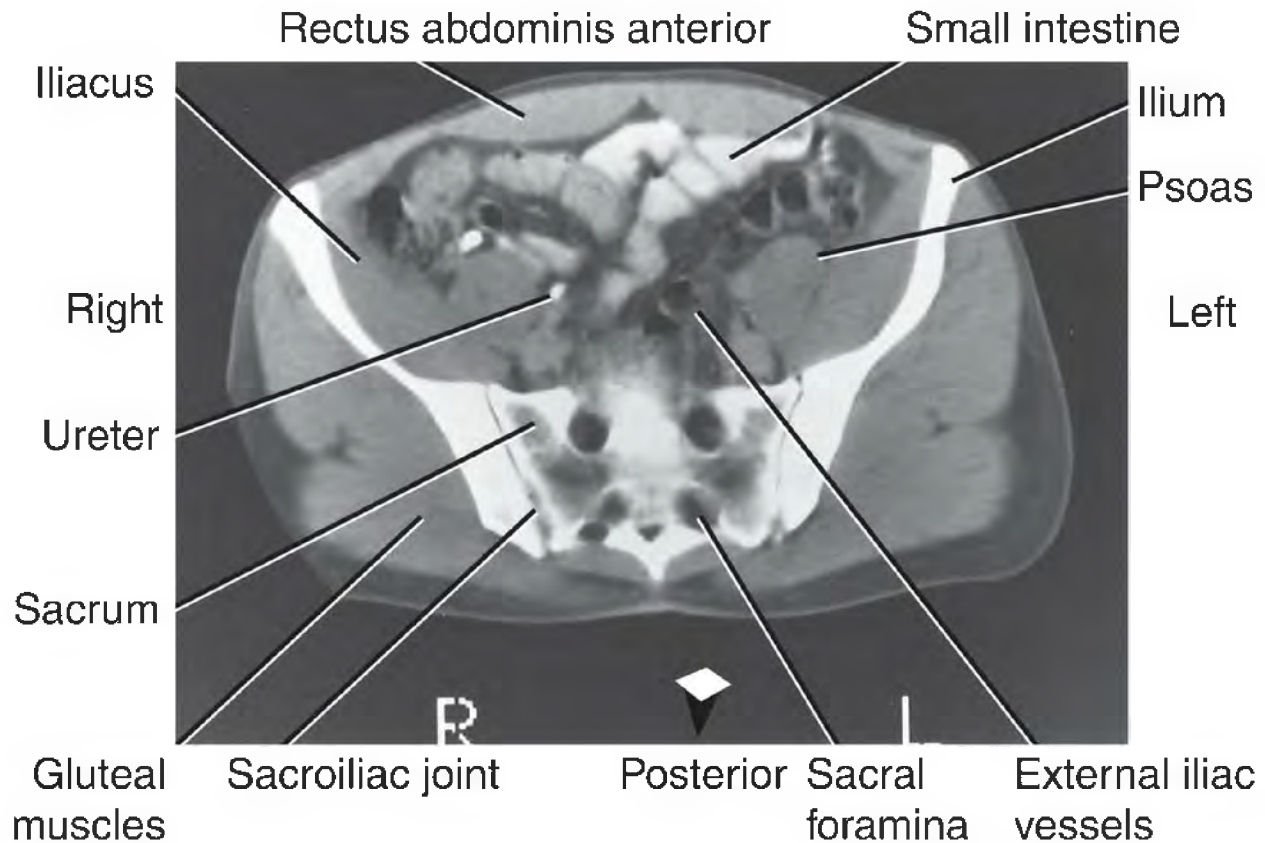 Rectus abdominis anterior
Small intestine
Iliacus
Ilium
Psoas
Right
Left
Ureter
Sacrum
R
L
Gluteal
muscles
Sacroiliac joint
Posterior
Sacral
foramina
External iliac
vessels